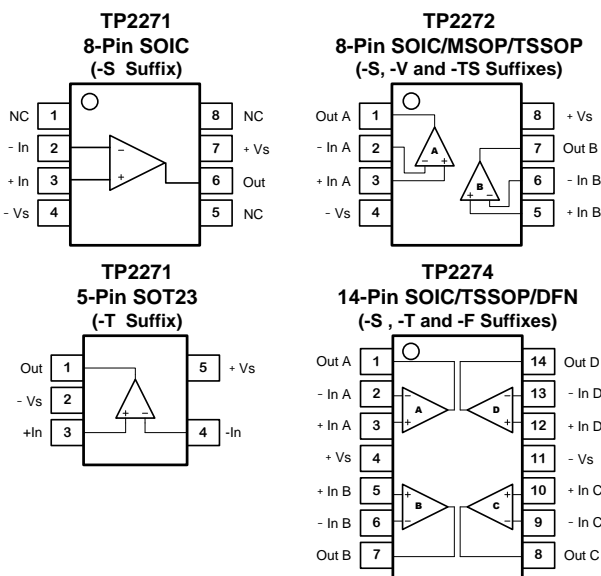 TP2271
8-Pin SOIC
(-S Suffix)
NC 1 8 NC
- In 2 7 + Vs
+ In 3 6 Out
- Vs 4 5 NC
− +
TP2272
8-Pin SOIC/MSOP/TSSOP
(-S, -V and -TS Suffixes)
Out A 1 8 + Vs
- In A 2 7 Out B
+ In A 3 6 - In B
- Vs 4 5 + In B
A − +
B + −
TP2271
5-Pin SOT23
(-T Suffix)
Out 1 5 + Vs
- Vs 2
+In 3 4 -In
+ −
TP2274
14-Pin SOIC/TSSOP/DFN
(-S , -T and -F Suffixes)
Out A 1 14 Out D
- In A 2 13 - In D
+ In A 3 12 + In D
+ Vs 4 11 - Vs
+ In B 5 10 + In C
- In B 6 9 - In C
Out B 7 8 Out C
− A + − D +
+ B − + C −